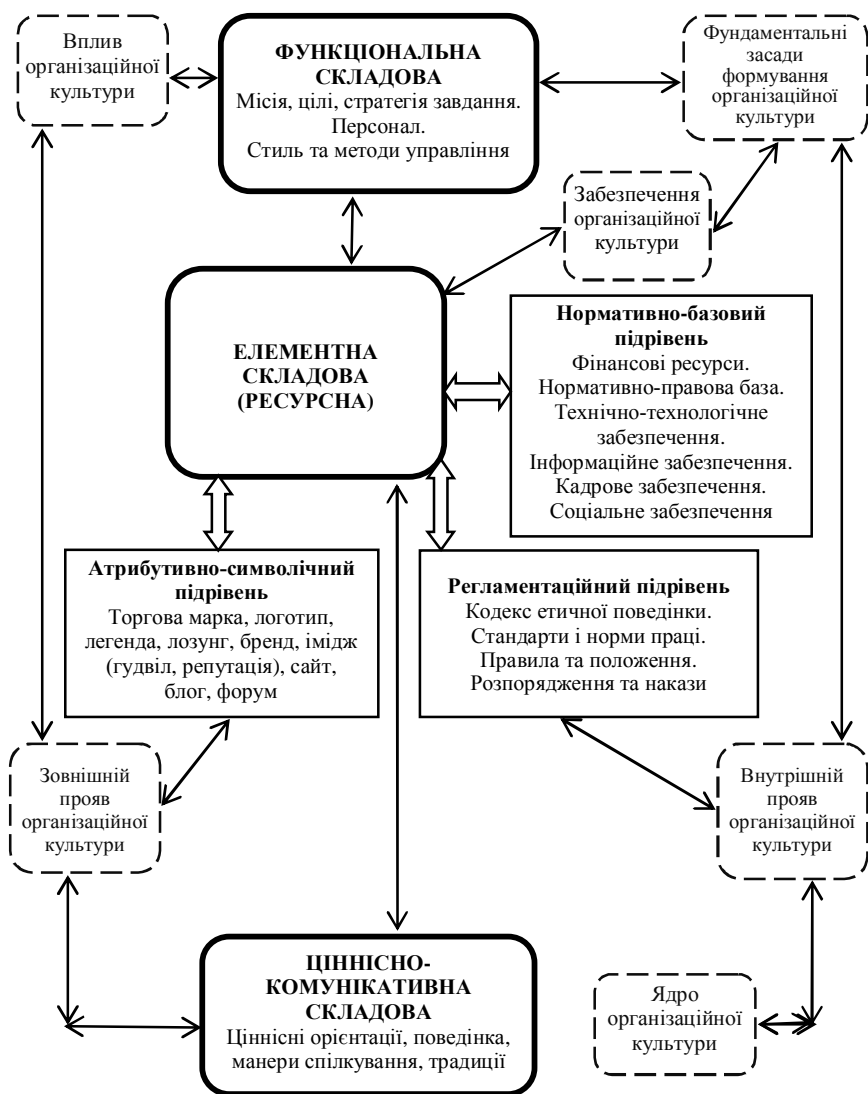 Вплив
організаційної
культури
ФУНКЦІОНАЛЬНА
СКЛАДОВА
Місія, цілі, стратегія завдання.
Персонал.
Стиль та методи управління
Фундаментальні
засади
формування
організаційної
культури
Забезпечення
організаційної
культури
ЕЛЕМЕНТНА
СКЛАДОВА
(РЕСУРСНА)
Нормативно-базовий
підрівень
Фінансові ресурси.
Нормативно-правова база.
Технічно-технологічне
забезпечення.
Інформаційне забезпечення.
Кадрове забезпечення.
Соціальне забезпечення
Атрибутивно-символічний
підрівень
Торгова марка, логотип,
легенда, лозунг, бренд, імідж
(гудвіл, репутація), сайт,
блог, форум
Регламентаційний підрівень
Кодекс етичної поведінки.
Стандарти і норми праці.
Правила та положення.
Розпорядження та накази
Зовнішній
прояв
організаційної
культури
Внутрішній
прояв
організаційної
культури
ЦІННІСНО-
КОМУНІКАТИВНА
СКЛАДОВА
Ціннісні орієнтації, поведінка,
манери спілкування, традиції
Ядро
організаційної
культури